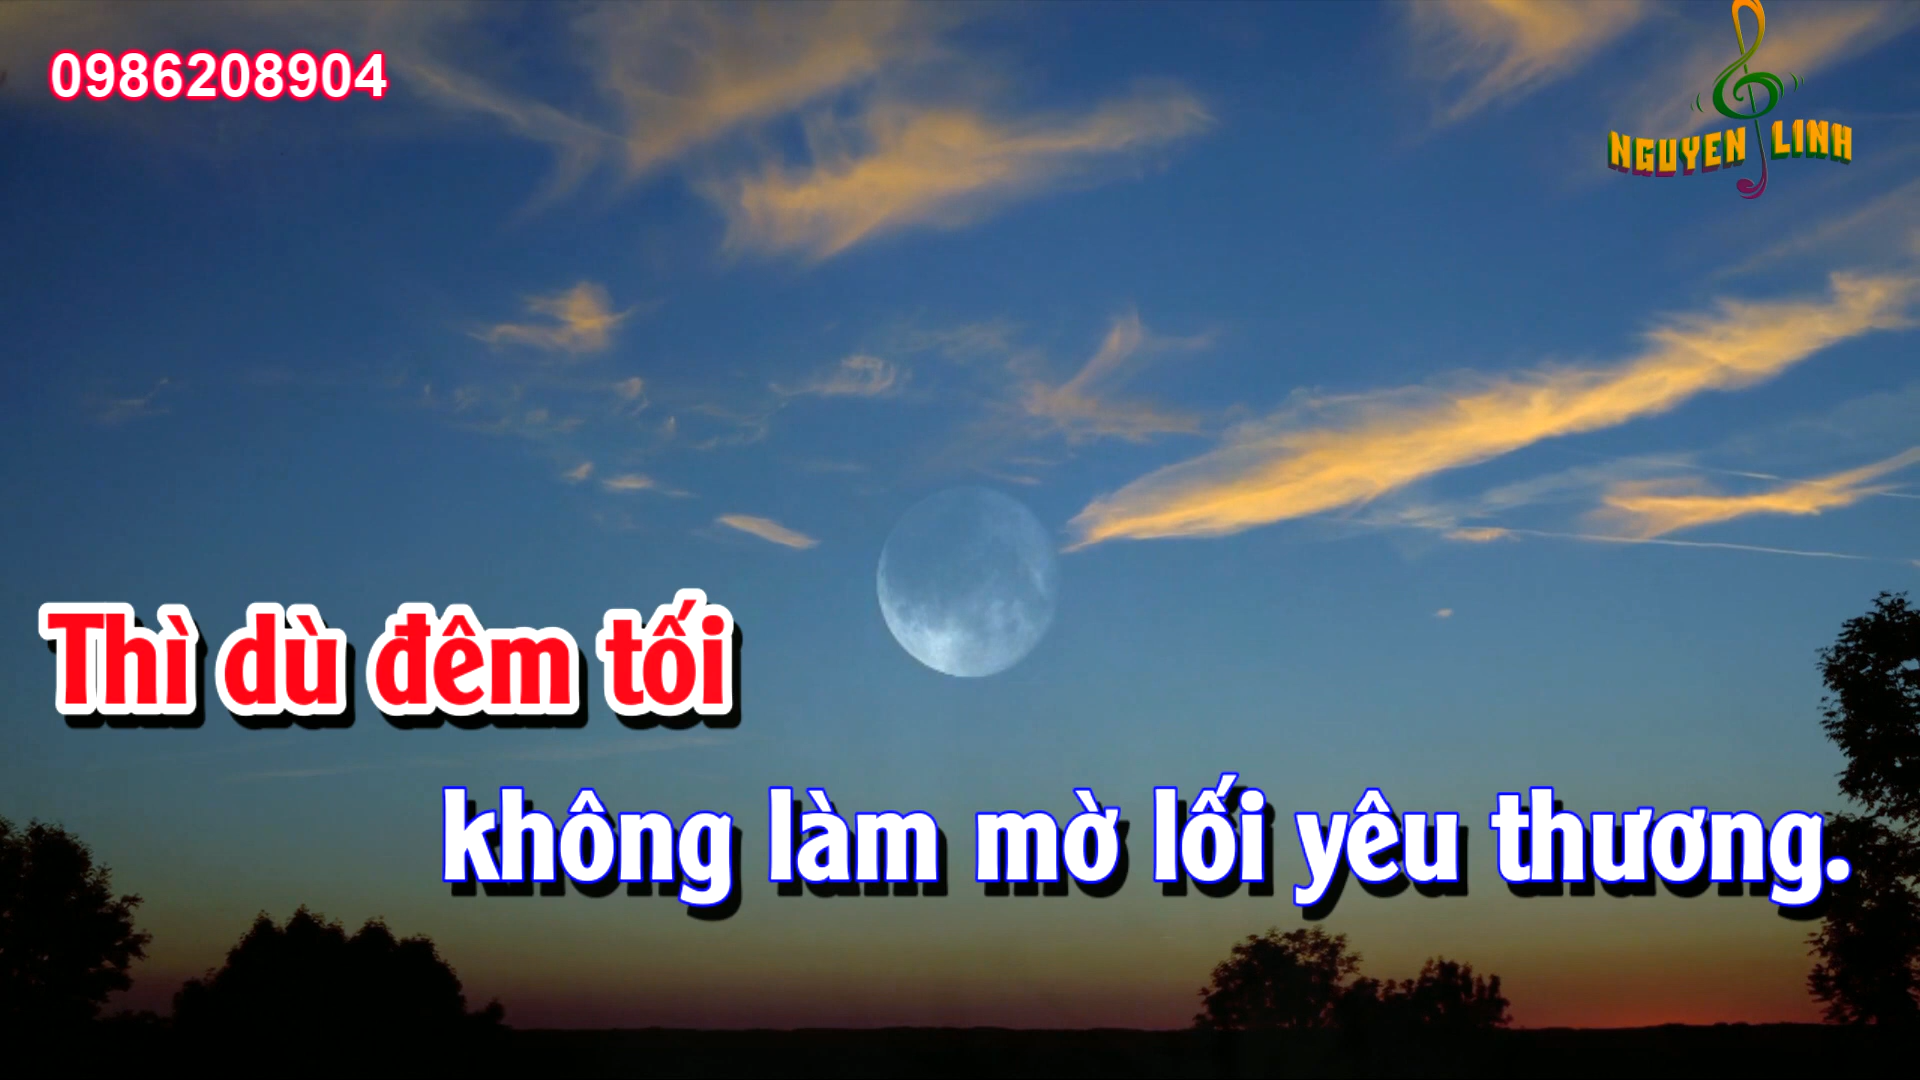 0986208904
NGUYEN LINH
Thì dù đêm tối
không làm mờ lối yêu thương.